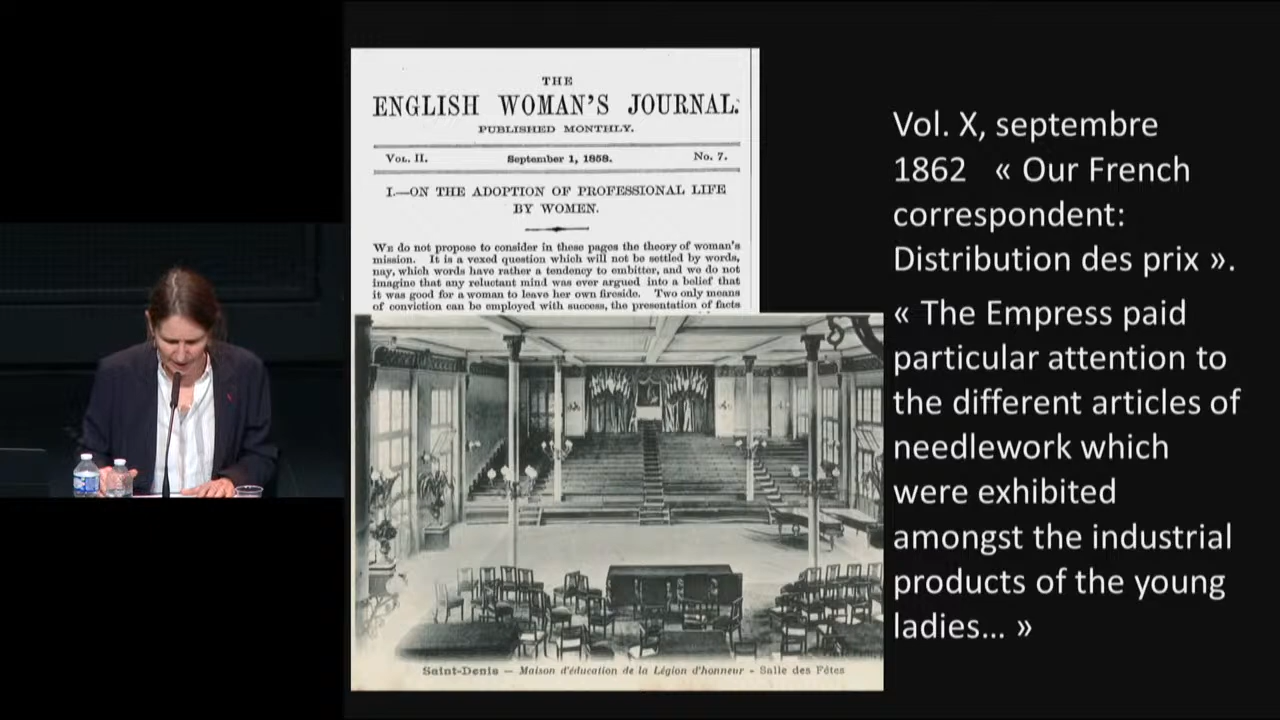 THE
ENGLISH WOMAN'S JOURNAL.
PUBLISHED MONTHLY.
VOL. II.
September 1, 1858.
No. 7.
I.—ON THE ADOPTION OF PROFESSIONAL LIFE
BY WOMEN.
WE do not propose to consider in these pages the theory of woman's
mission. It is a vexed question which will not be settled by words,
nay, which words have rather a tendency to embitter, and we do not
imagine that any reluctant mind was ever argued into a belief that
it was good for a woman to leave her own fireside. Two only means
of conviction can be employed with success, the presentation of facts
Saint-Denis — Maison d'éducation de la Légion d'honneur - Salle des Fêtes
Vol. X, septembre
1862 « Our French
correspondent:
Distribution des prix ».
« The Empress paid
particular attention to
the different articles of
needlework which
were exhibited
amongst the industrial
products of the young
ladies... »